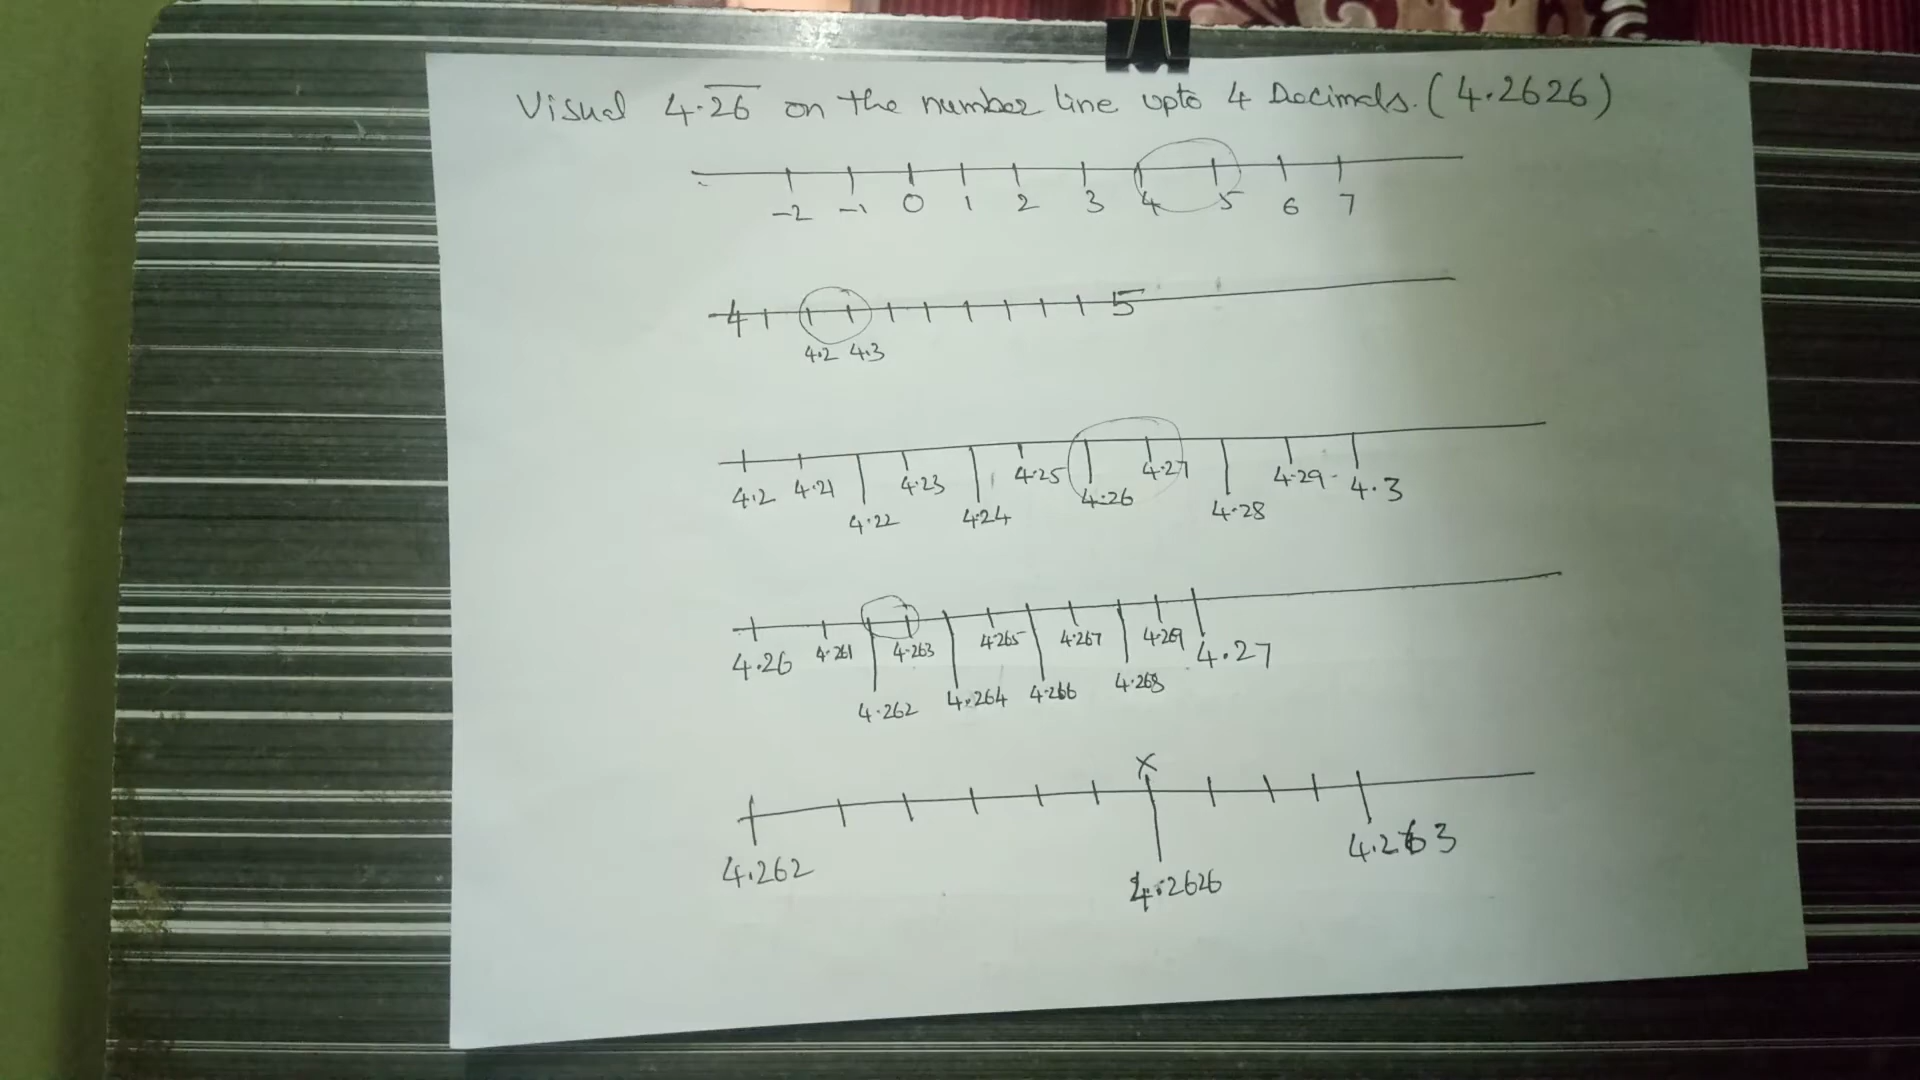 Visual 4.2̅6̅ on the number line upto 4 Decimals. (4.2626)
-2 -1 0 1 2 3 4 5 6 7
4 5
4.2 4.3
4.2 4.21 4.22 4.23 4.24 4.25 4.26 4.27 4.28 4.29 4.3
4.26 4.261 4.262 4.263 4.264 4.265 4.266 4.267 4.268 4.269 4.27
x
4.262 4.2626 4.263